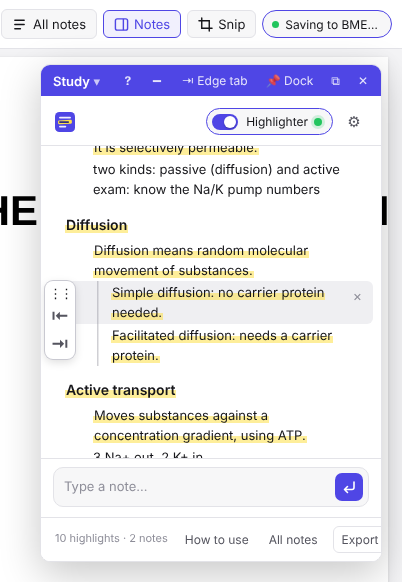 All notes Notes Snip Saving to BME...
Study ▾ ? – Edge tab Dock ×
Highlighter
It is selectively permeable.
two kinds: passive (diffusion) and active
exam: know the Na/K pump numbers
HE
Diffusion
Diffusion means random molecular
movement of substances.
Simple diffusion: no carrier protein ×
needed.
Facilitated diffusion: needs a carrier
protein.
Active transport
Moves substances against a
concentration gradient, using ATP.
3 Na+ out, 2 K+ in
Type a note...
10 highlights · 2 notes How to use All notes Export